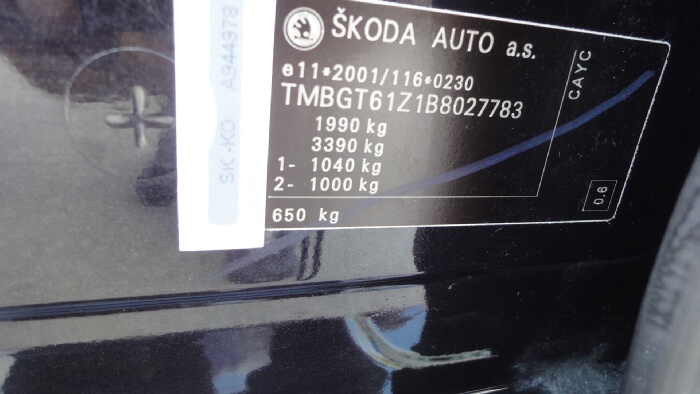 ŠKODA AUTO a.s.
e11*2001/116*0230
TMBGT61Z1B8027783
1990 kg
3390 kg
1- 1040 kg
2- 1000 kg
650 kg
CAYC
0.6
SK-KO A944978